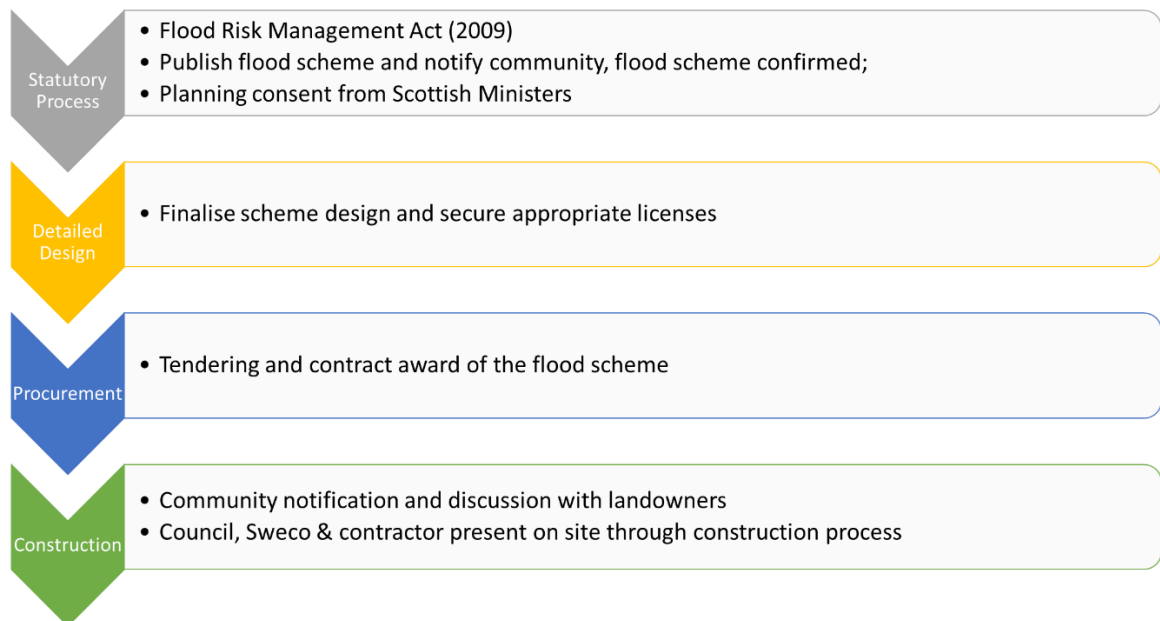 Statutory
Process
• Flood Risk Management Act (2009)
• Publish flood scheme and notify community, flood scheme confirmed;
• Planning consent from Scottish Ministers
Detailed
Design
• Finalise scheme design and secure appropriate licenses
Procurement
• Tendering and contract award of the flood scheme
Construction
• Community notification and discussion with landowners
• Council, Sweco & contractor present on site through construction process